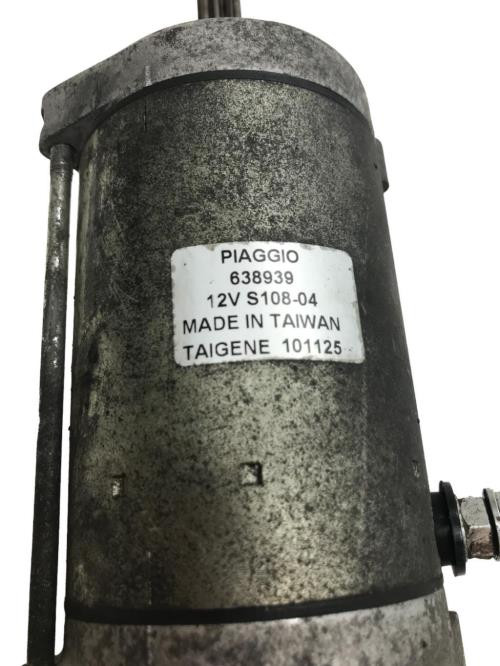 PIAGGIO
638939
12V S108-04
MADE IN TAIWAN
TAIGENE 101125